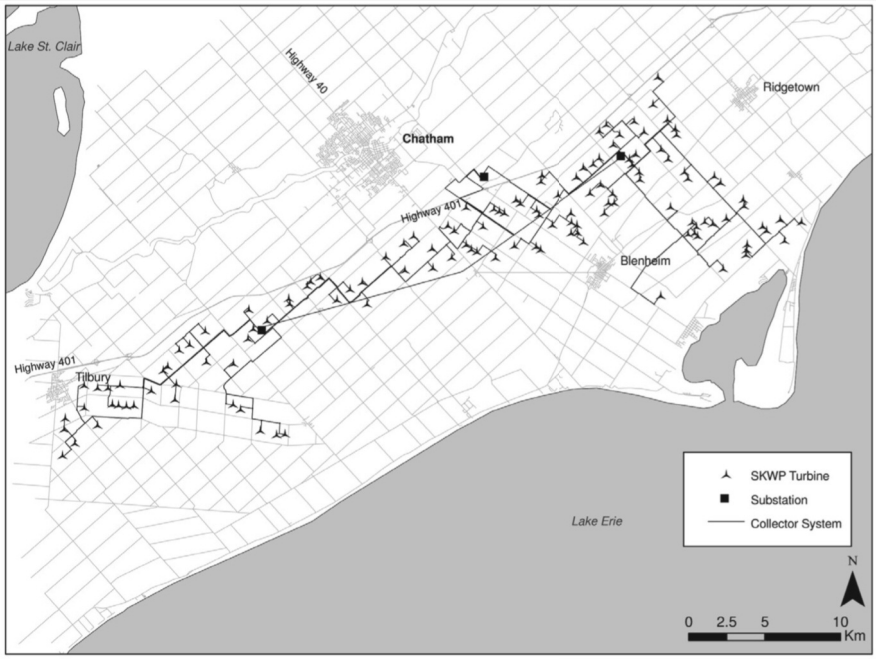 Lake St. Clair
Highway 40
Ridgetown
Chatham
Highway 401
Blenheim
Highway 401
Tilbury
SKWP Turbine
Substation
Lake Erie
Collector System
N
0 2.5 5 10
Km